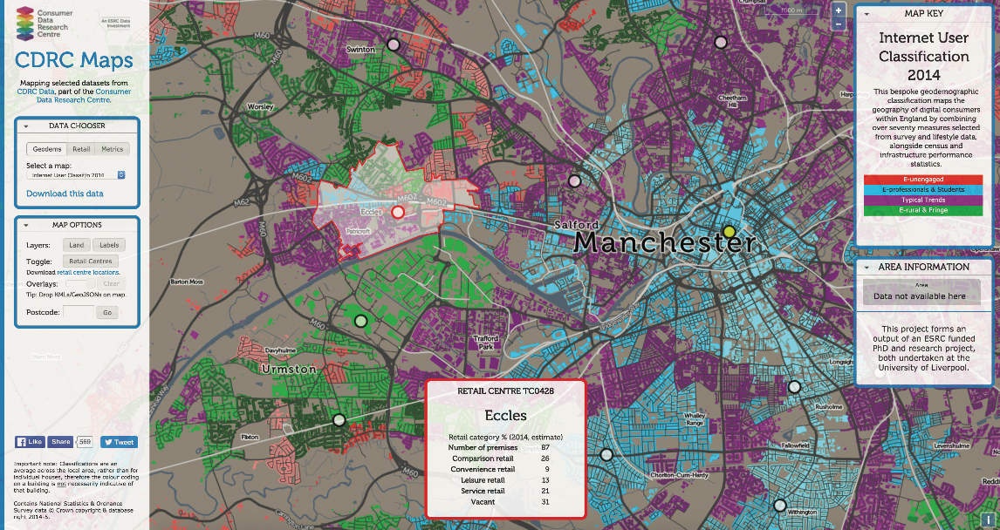 Consumer
Data
Research
Centre
An ESRC Data
Investment
CDRC Maps
Mapping selected datasets from
CDRC Data, part of the Consumer
Data Research Centre.
DATA CHOOSER
Geodems Retail Metrics
Select a map:
Internet User Classif/n 2014
Download this data
MAP OPTIONS
Layers: Land Labels
Toggle: Retail Centres
Download retail centre locations.
Overlays: Clear
Tip: Drop KMLs/GeoJSONs on map.
Postcode: Go
Like Share 569 Tweet
Important note: Classifications are an
average across the local area, rather than for
individual houses, therefore the colour coding
on a building is not necessarily indicative of
that building.
Contains National Statistics & Ordnance
Survey data © Crown copyright & database
right 2014-5.
Crumpsall
1000 m
+
−
M60
M60
Swinton
Worsley
Cheetham
Hill
M602
M62
M602
M602
Eccles
Patricroft
M60
Salford
Manchester
Barton Moss
M60
Trafford
Park
Davyhulme
Urmston
Flixton
M60
Longsight
Rusholme
Whalley
Range
Fallowfield
Levenshulme
Chorlton-Cum-Hardy
Withington
RETAIL CENTRE TC0428
Eccles
Retail category % (2014, estimate)
Number of premises 87
Comparison retail 26
Convenience retail 9
Leisure retail 13
Service retail 21
Vacant 31
MAP KEY
Internet User
Classification
2014
This bespoke geodemographic
classification maps the
geography of digital consumers
within England by combining
over seventy measures selected
from survey and lifestyle data,
alongside census and
infrastructure performance
statistics.
E-unengaged
E-professionals & Students
Typical Trends
E-rural & Fringe
AREA INFORMATION
Area
Data not available here
This project forms an
output of an ESRC funded
PhD and research project,
both undertaken at the
University of Liverpool.
i